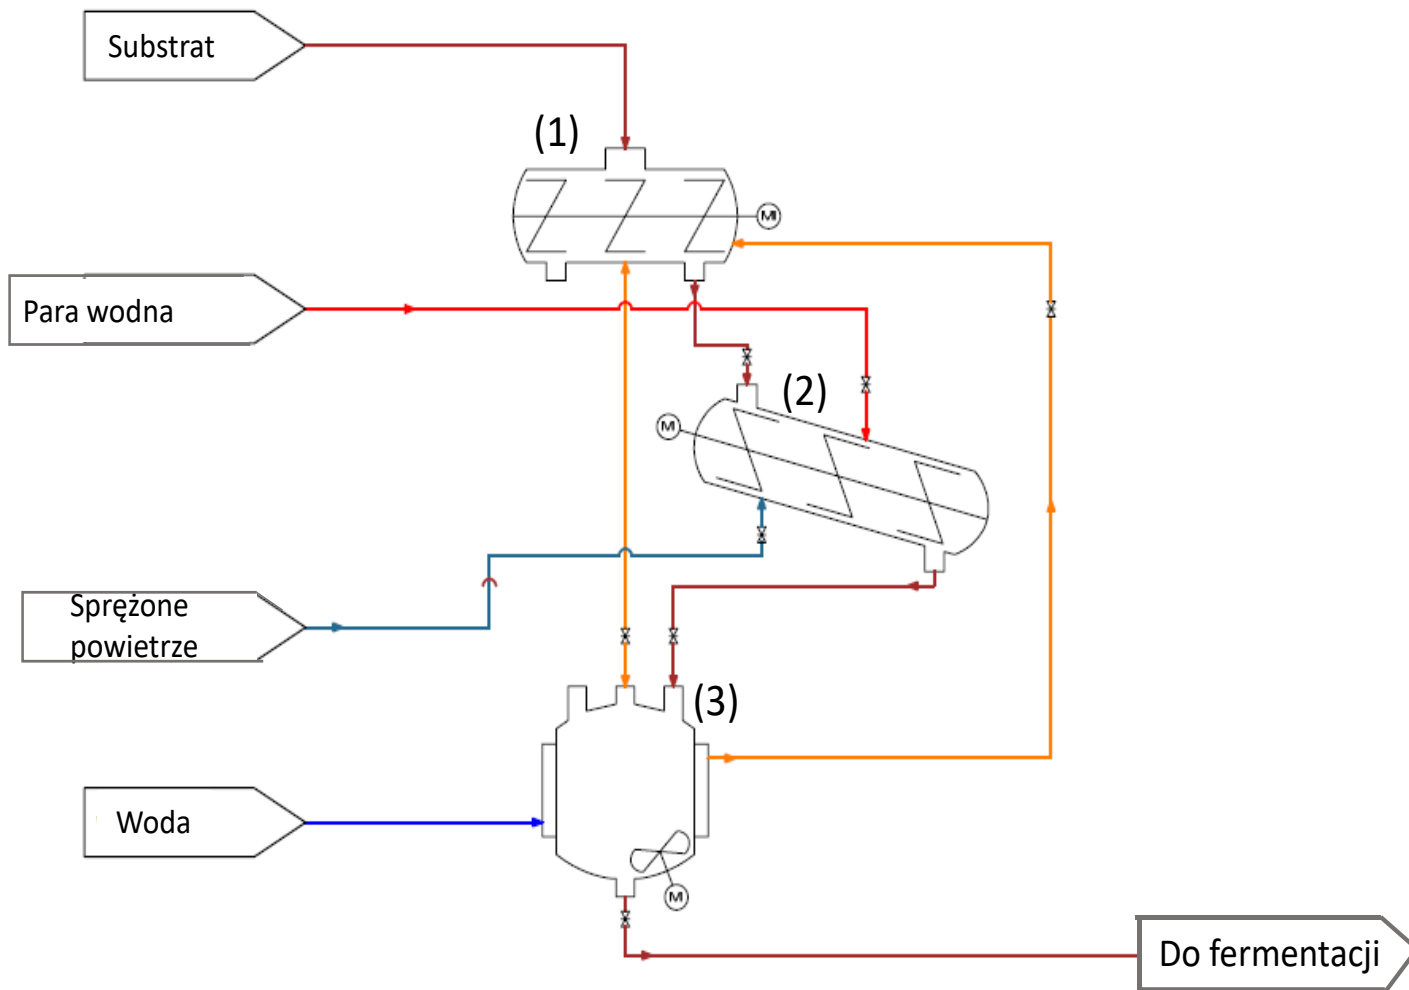 Substrat
(1)
M
Para wodna
(2)
M
Sprężone
powietrze
(3)
Woda
M
Do fermentacji